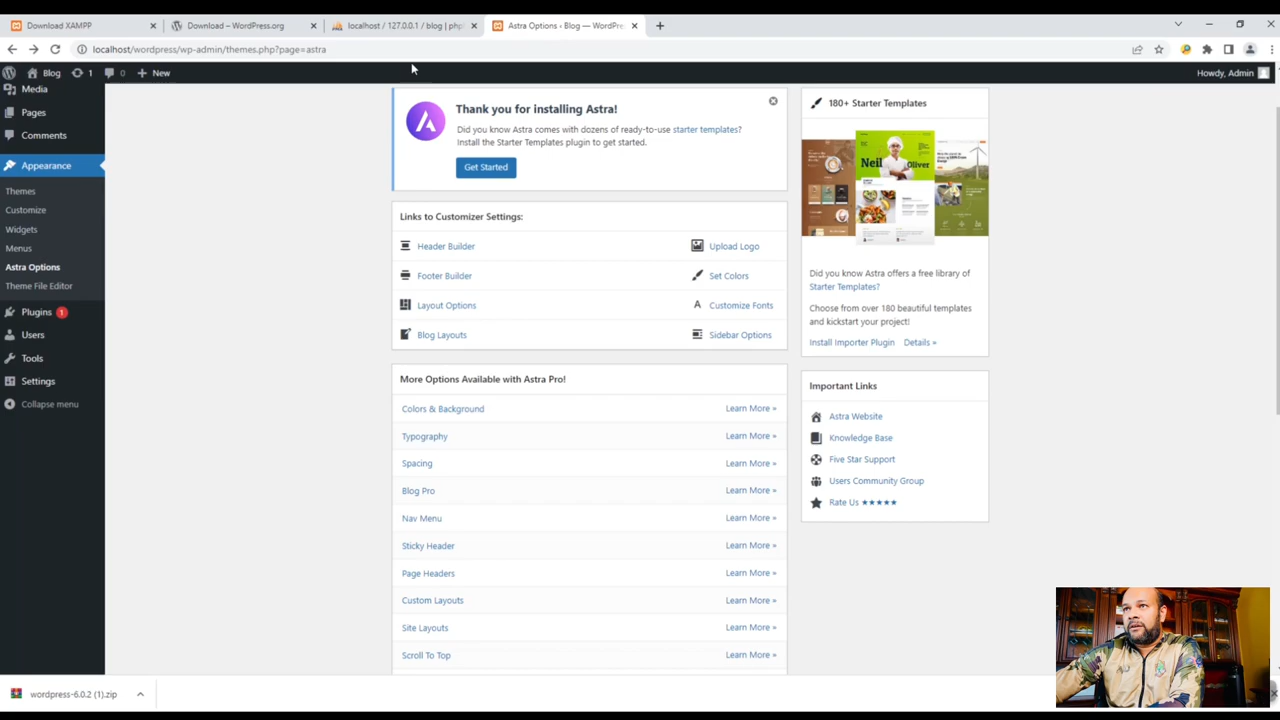 Download XAMPP
Download – WordPress.org
localhost / 127.0.0.1 / blog | php
Astra Options ‹ Blog — WordPre
localhost/wordpress/wp-admin/themes.php?page=astra
Blog
1
0
New
Howdy, Admin
Media
Pages
Comments
Appearance
Themes
Customize
Widgets
Menus
Astra Options
Theme File Editor
Plugins 1
Users
Tools
Settings
Collapse menu
Thank you for installing Astra!
Did you know Astra comes with dozens of ready-to-use starter templates?
Install the Starter Templates plugin to get started.
Get Started
Links to Customizer Settings:
Header Builder
Upload Logo
Footer Builder
Set Colors
Layout Options
Customize Fonts
Blog Layouts
Sidebar Options
More Options Available with Astra Pro!
Colors & Background Learn More »
Typography Learn More »
Spacing Learn More »
Blog Pro Learn More »
Nav Menu Learn More »
Sticky Header Learn More »
Page Headers Learn More »
Custom Layouts Learn More »
Site Layouts Learn More »
Scroll To Top Learn More »
180+ Starter Templates
Neil
Oliver
Did you know Astra offers a free library of
Starter Templates?
Choose from over 180 beautiful templates
and kickstart your project!
Install Importer Plugin Details »
Important Links
Astra Website
Knowledge Base
Five Star Support
Users Community Group
Rate Us ★★★★★
wordpress-6.0.2 (1).zip